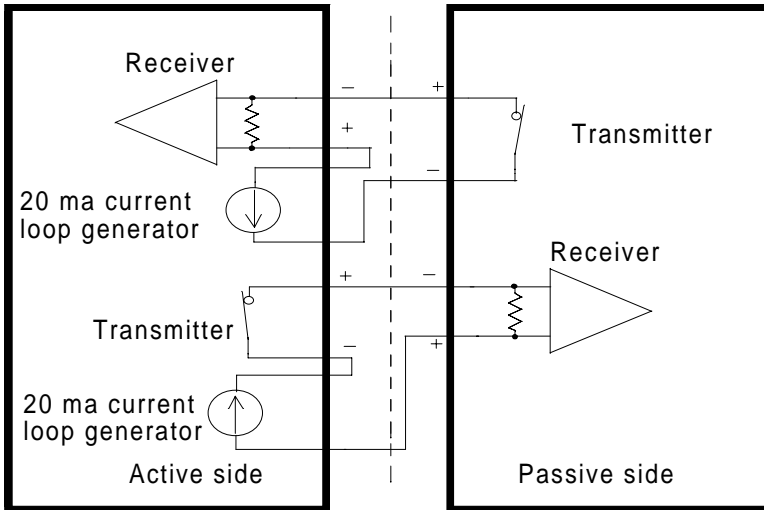 Receiver
− +
+
Transmitter
−
20 ma current
loop generator
Receiver
+ −
Transmitter
−
+
20 ma current
loop generator
Active side
Passive side